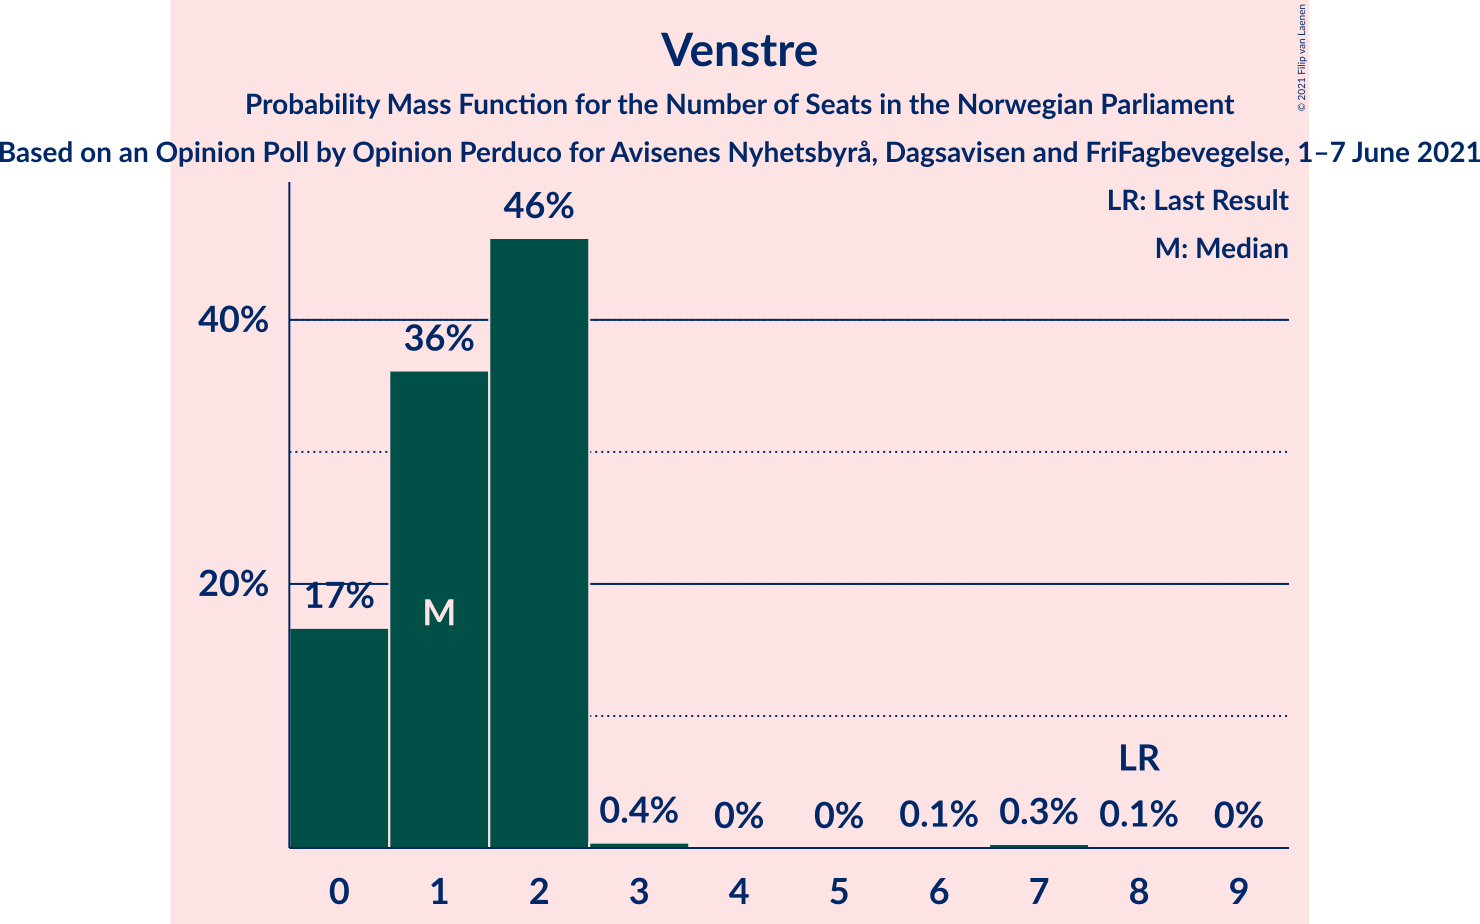 Venstre
Probability Mass Function for the Number of Seats in the Norwegian Parliament
Based on an Opinion Poll by Opinion Perduco for Avisenes Nyhetsbyrå, Dagsavisen and FriFagbevegelse, 1–7 June 2021
© 2021 Filip van Laenen
LR: Last Result
M: Median
46%
40%
36%
20%
17%
M
LR
0.4%
0%
0%
0.1%
0.3%
0.1%
0%
0 1 2 3 4 5 6 7 8 9